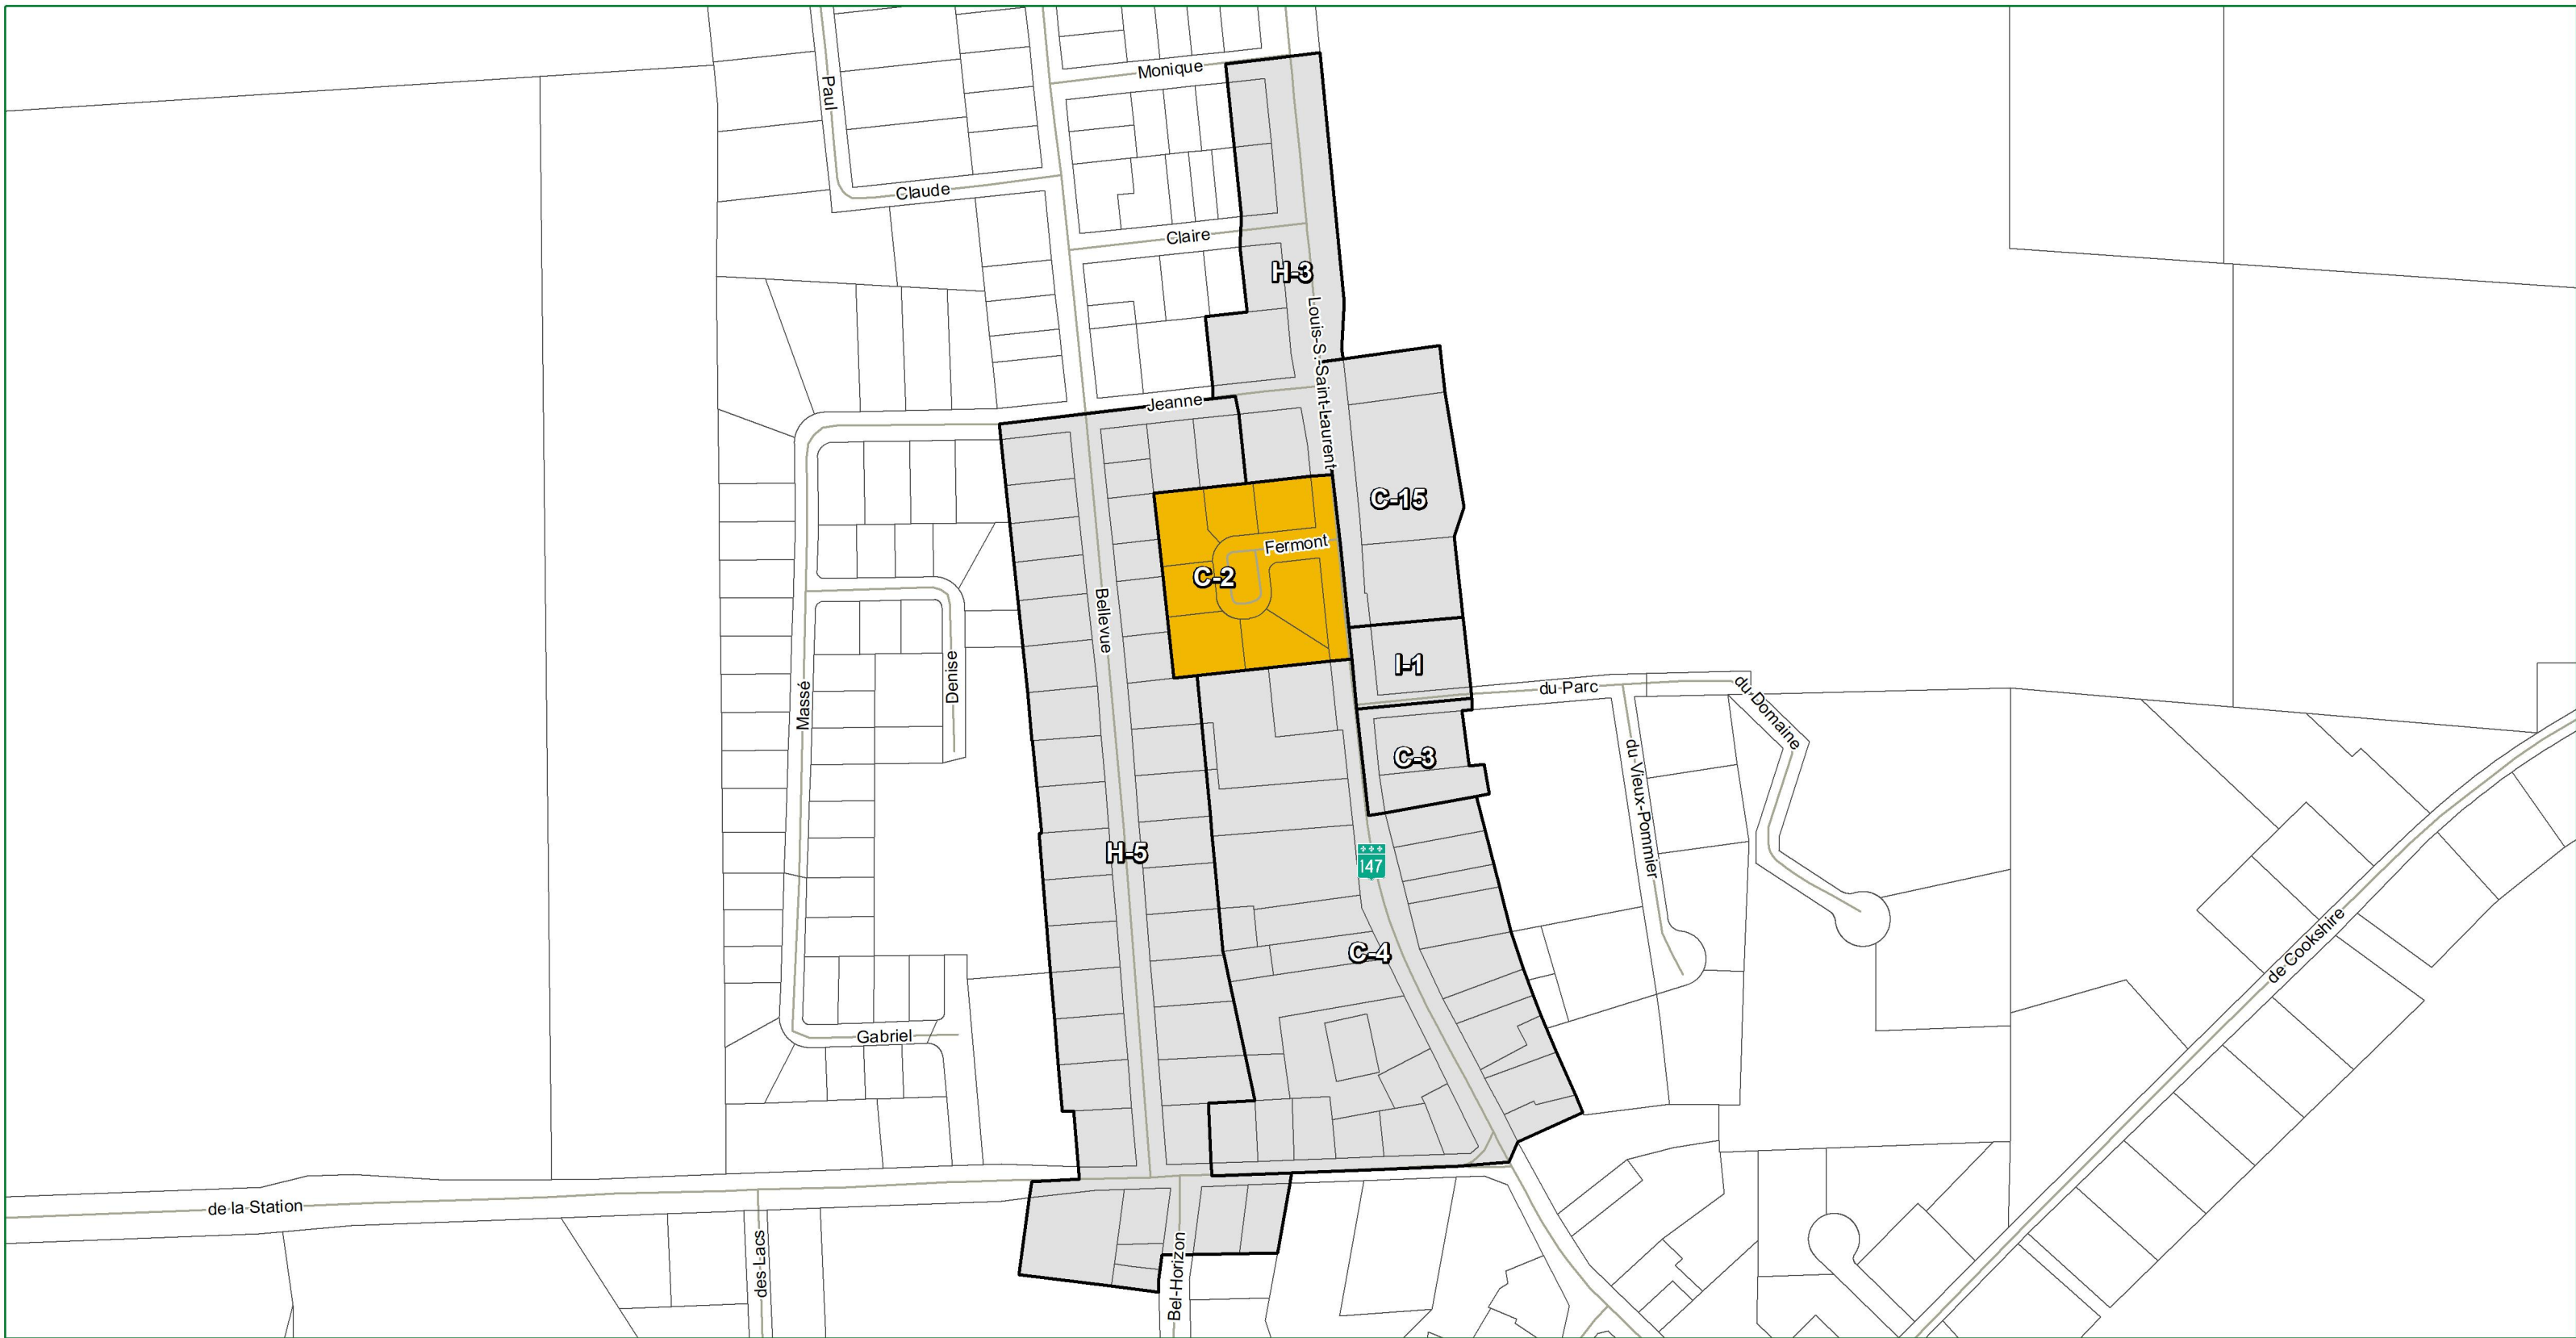 Monique
Paul
Claude
Claire
H-3
Louis-S.-Saint-Laurent
Jeanne
C-15
Fermont
C-2
Bellevue
I-1
Denise
Massé
du Parc
du Domaine
C-3
du Vieux-Pommier
H-5
147
C-4
de Cookshire
Gabriel
de la Station
des Lacs
Bel-Horizon